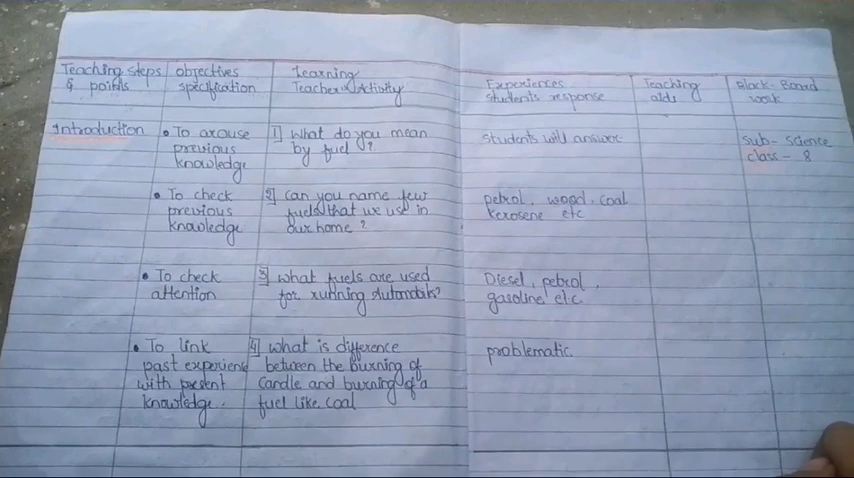 Teaching steps & points
objectives specification
Learning Teacher Activity
Experiences students response
Teaching aids
Black-Board work
Introduction
• To arouse previous knowledge
1] What do you mean by fuel ?
students will answer
sub- science
class - 8
• To check previous knowledge
2] Can you name few fuels that we use in our home ?
petrol, wood, coal kerosene etc
• To check attention
3] what fuels are used for running Automobile?
Diesel, petrol, gasoline etc.
• To link past experience with present knowledge.
4] what is difference between the burning of candle and burning of a fuel like coal
problematic.